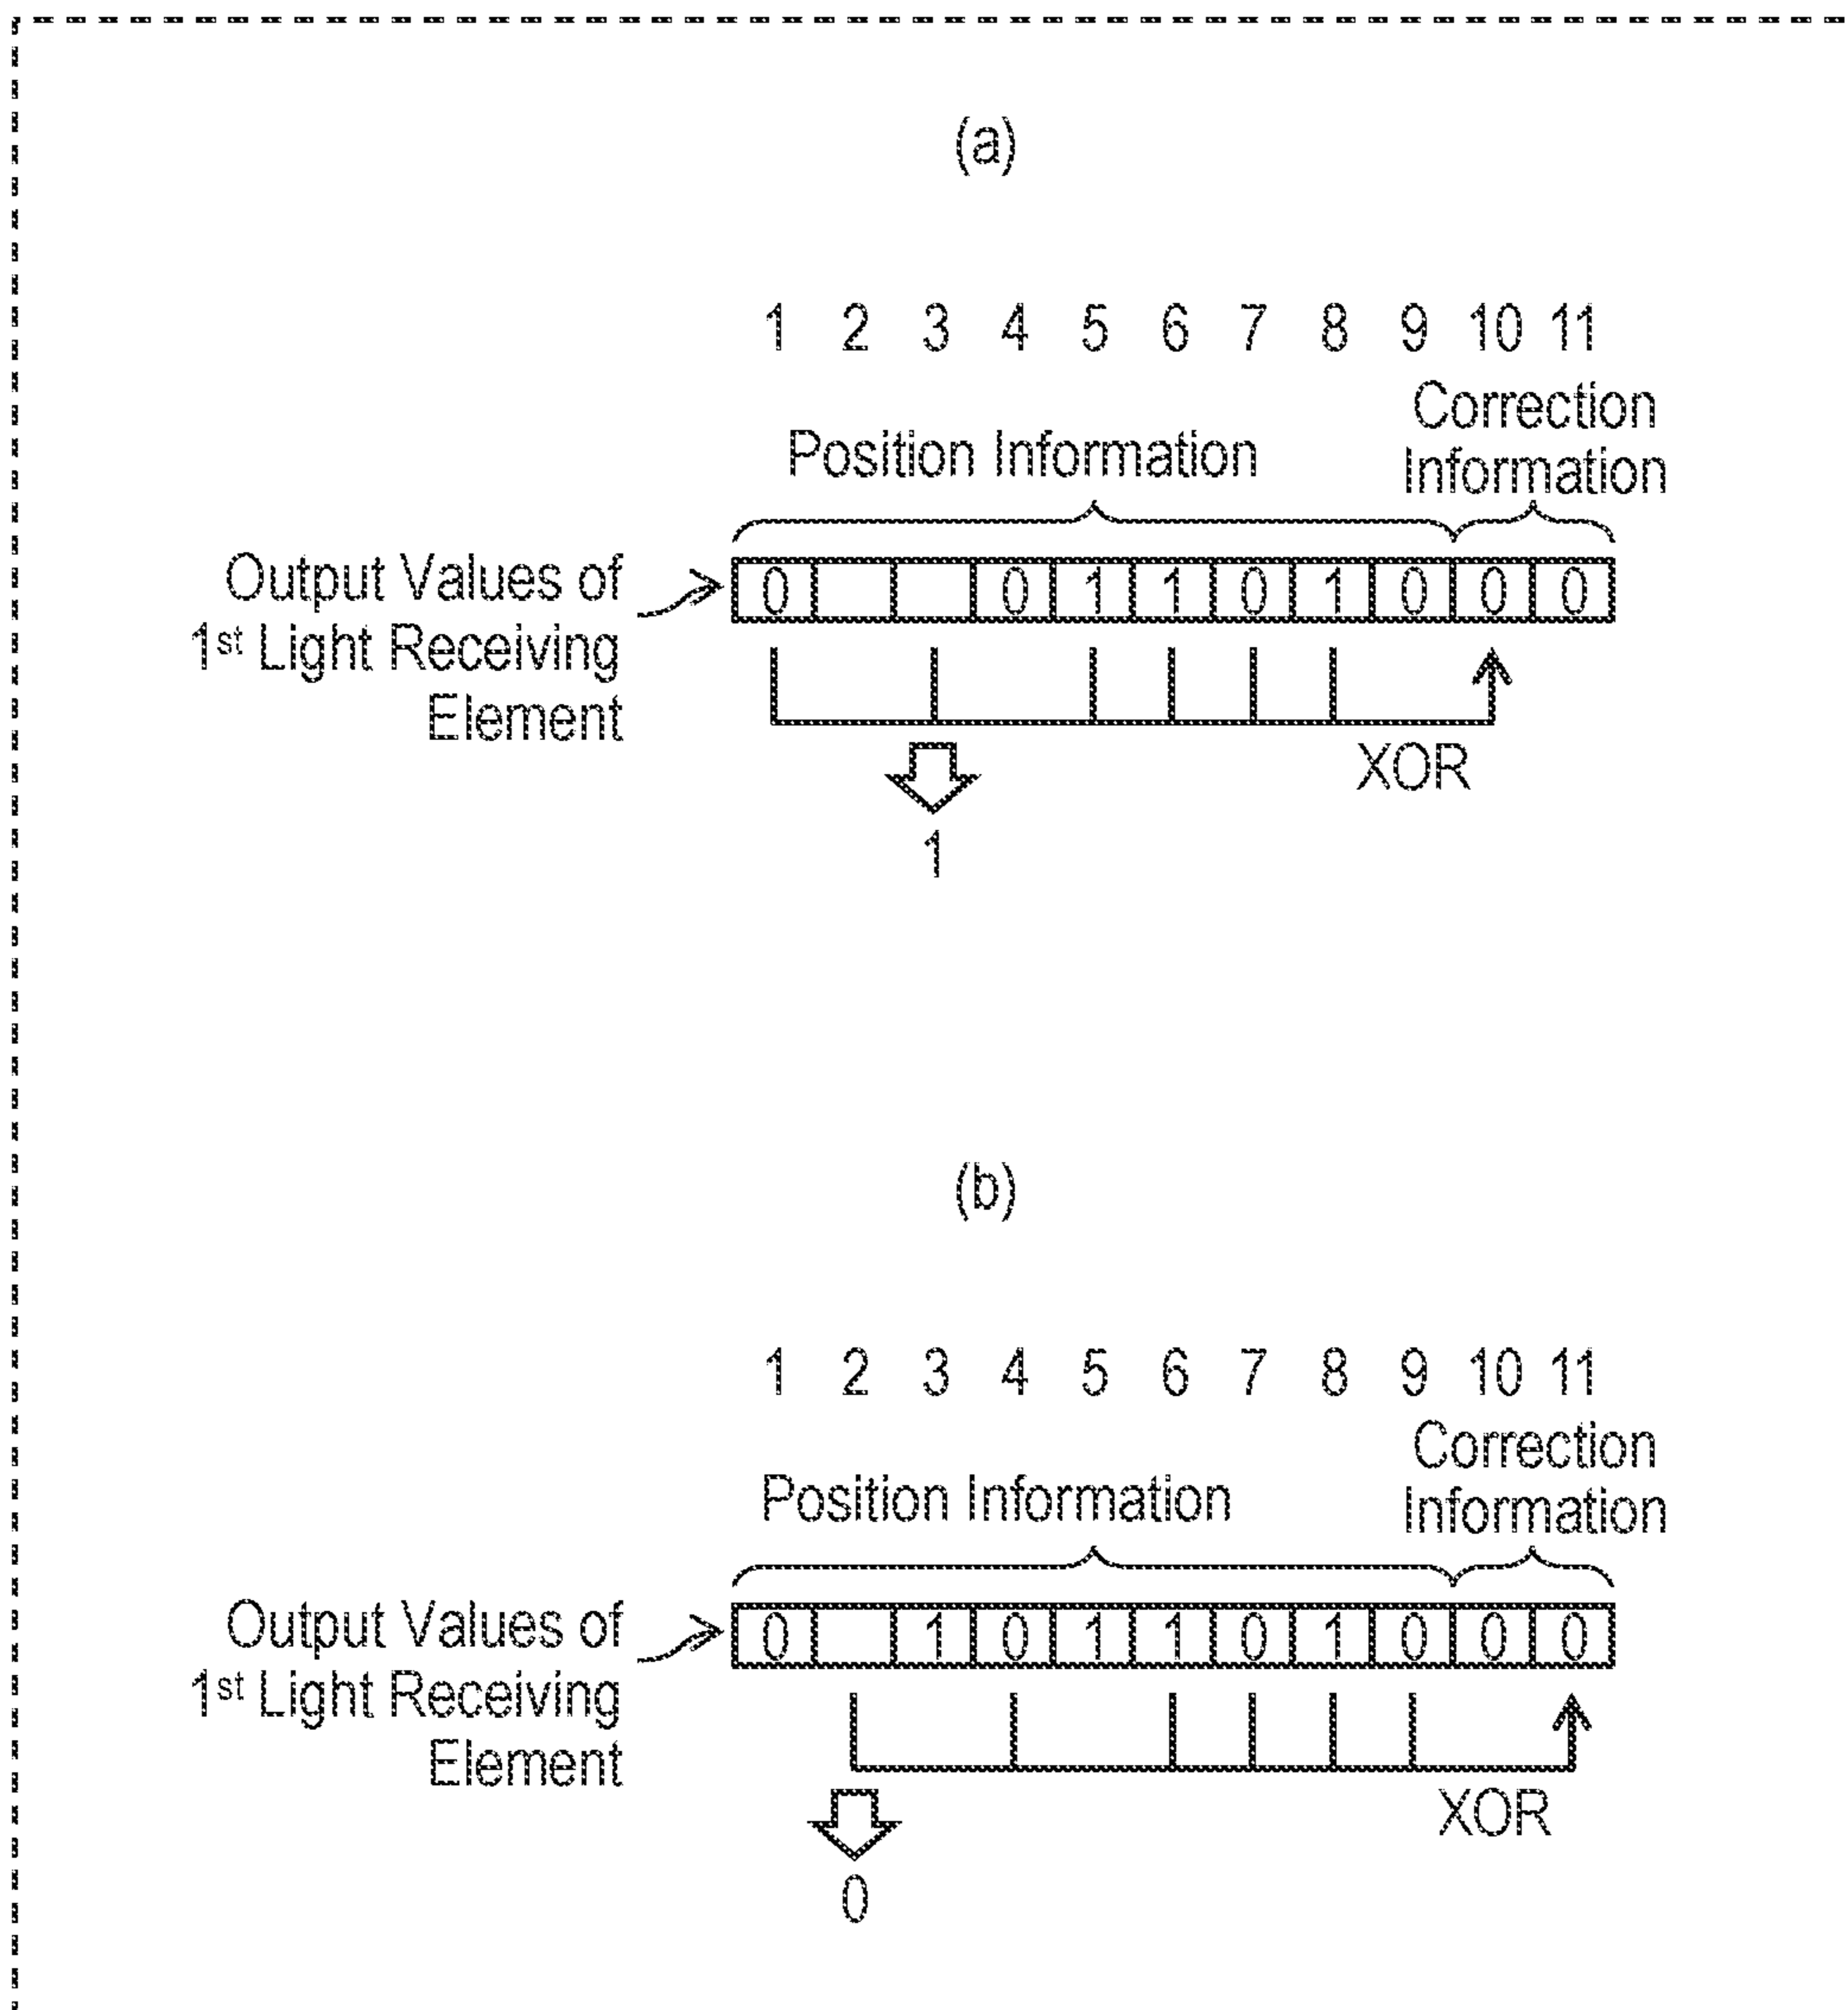 (a)
1 2 3 4 5 6 7 8 9 10 11
Correction
Information
Position Information
Output Values of
1st Light Receiving
Element
0 0 1 1 0 1 0 0 0
XOR
1
(b)
1 2 3 4 5 6 7 8 9 10 11
Correction
Information
Position Information
Output Values of
1st Light Receiving
Element
0 1 0 1 1 0 1 0 0 0
XOR
0